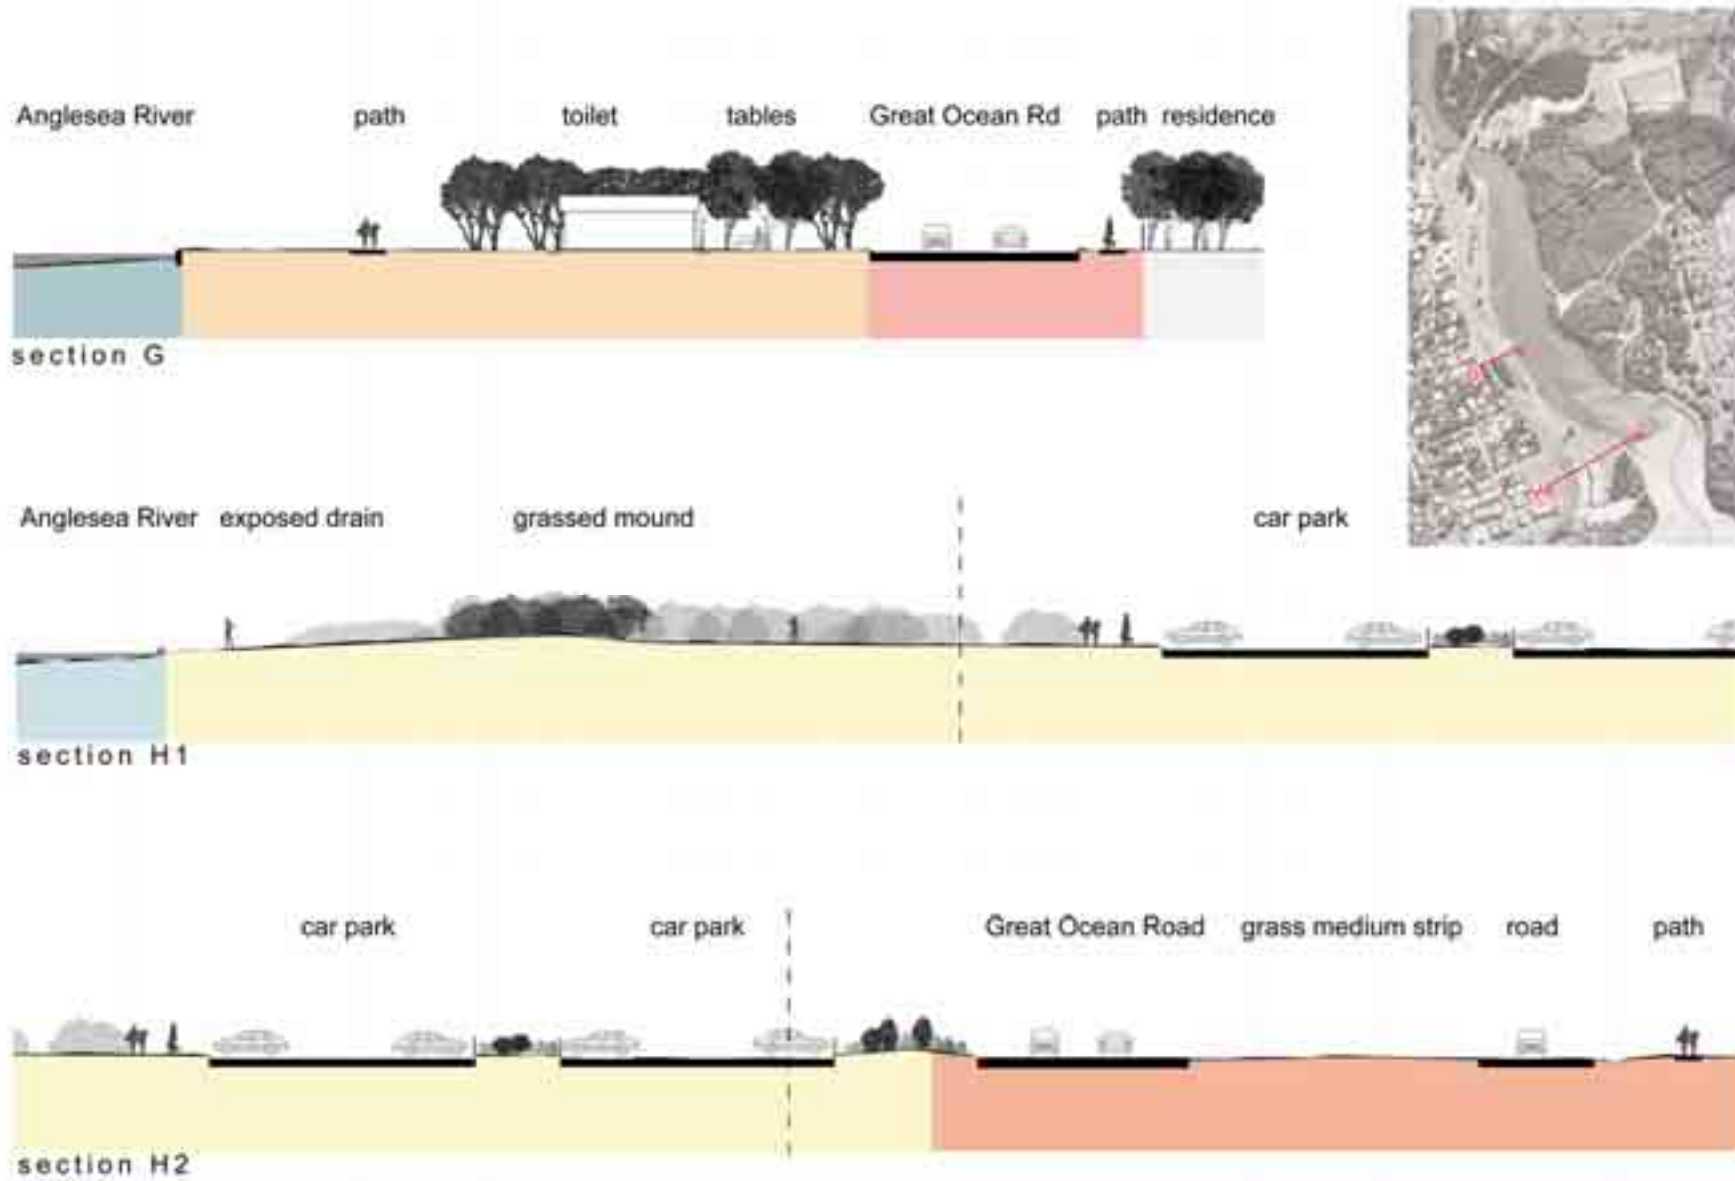 Anglesea River path toilet tables Great Ocean Rd path residence
section G
Anglesea River exposed drain grassed mound car park
section H1
car park car park Great Ocean Road grass medium strip road path
section H2